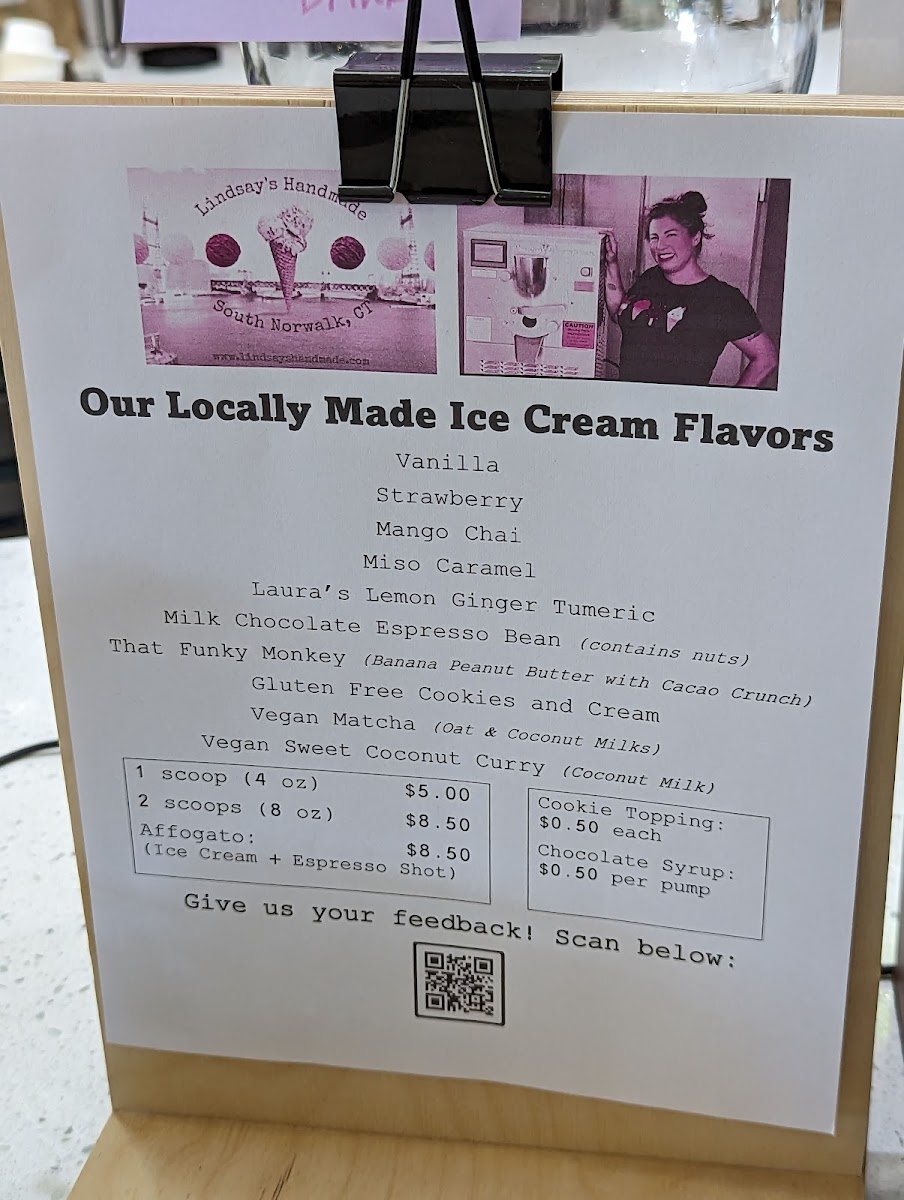 Lindsay's Handmade
South Norwalk, CT
www.lindsayshandmade.com
CAUTION
Our Locally Made Ice Cream Flavors
Vanilla
Strawberry
Mango Chai
Miso Caramel
Laura's Lemon Ginger Tumeric
Milk Chocolate Espresso Bean (contains nuts)
That Funky Monkey (Banana Peanut Butter with Cacao Crunch)
Gluten Free Cookies and Cream
Vegan Matcha (Oat & Coconut Milks)
Vegan Sweet Coconut Curry (Coconut Milk)
1 scoop (4 oz) $5.00
2 scoops (8 oz) $8.50
Affogato: $8.50
(Ice Cream + Espresso Shot)
Cookie Topping:
$0.50 each
Chocolate Syrup:
$0.50 per pump
Give us your feedback! Scan below: